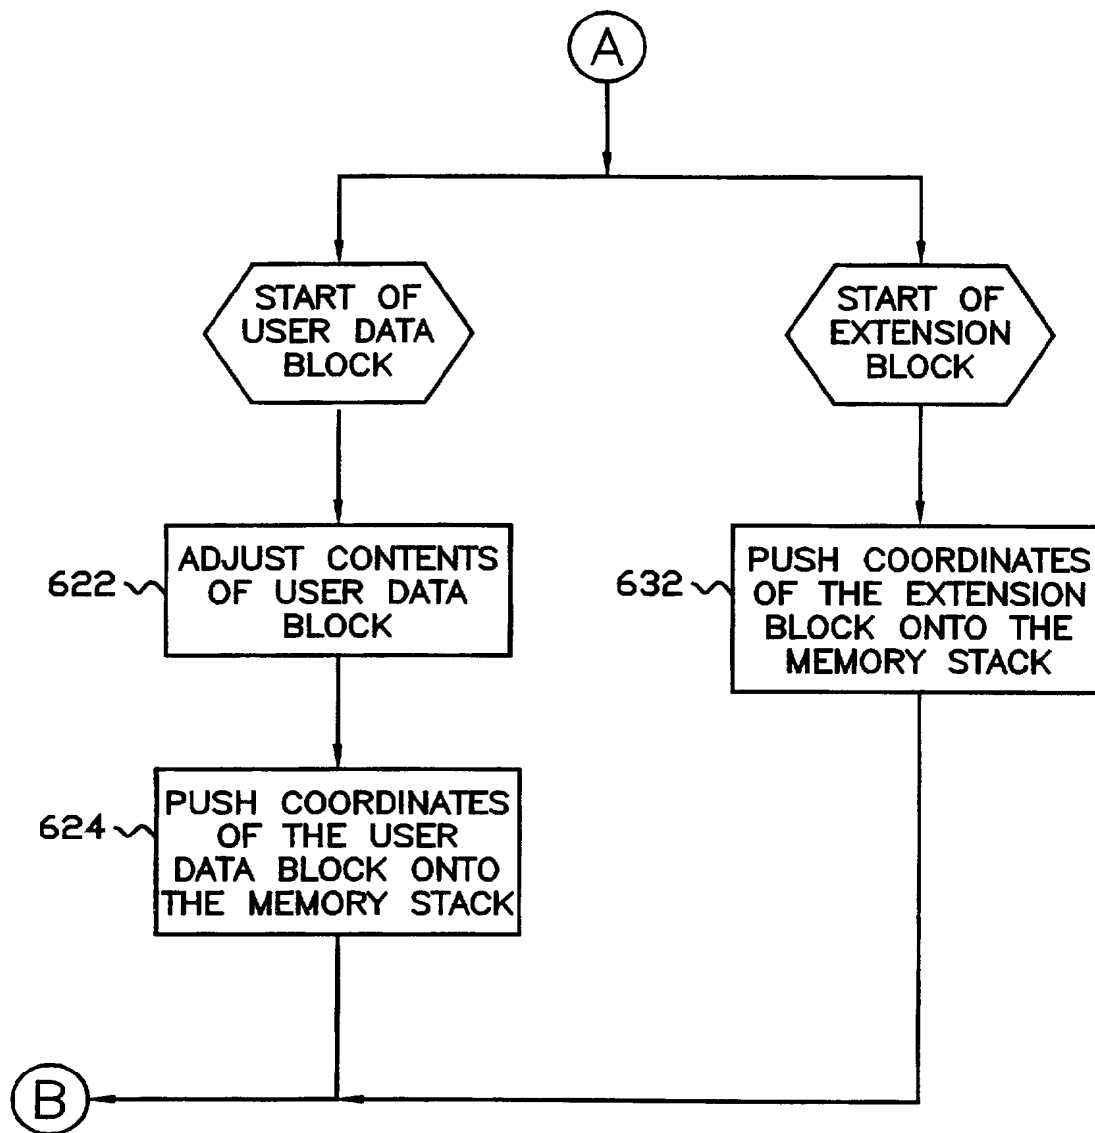 A
START OF
USER DATA
BLOCK
START OF
EXTENSION
BLOCK
622
ADJUST CONTENTS
OF USER DATA
BLOCK
632
PUSH COORDINATES
OF THE EXTENSION
BLOCK ONTO THE
MEMORY STACK
624
PUSH COORDINATES
OF THE USER
DATA BLOCK ONTO
THE MEMORY STACK
B